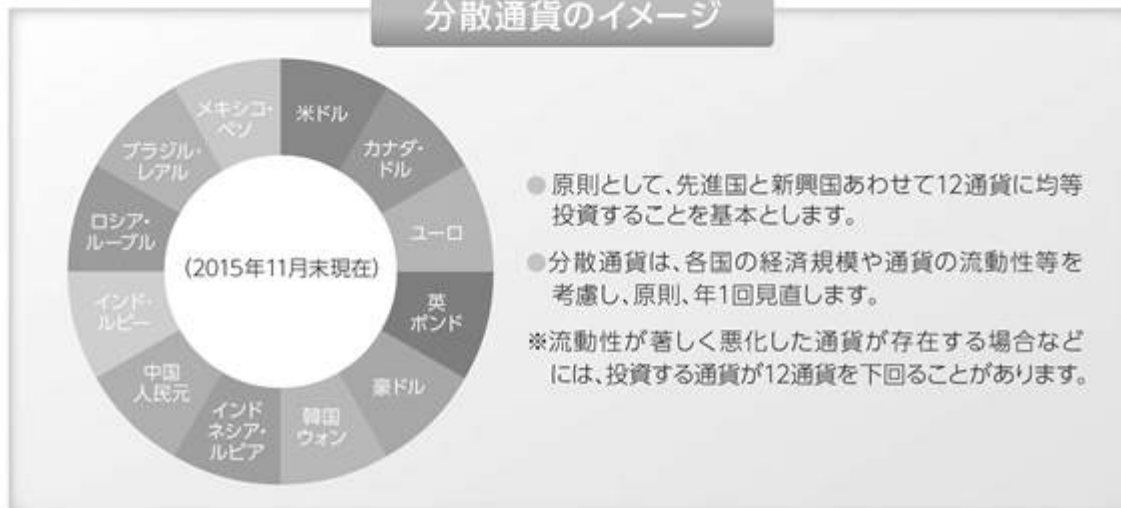 分散通貨のイメージ
米ドル
カナダ・
ドル
ユーロ
英
ポンド
豪ドル
韓国
ウォン
インド
ネシア・
ルピア
中国
人民元
インド・
ルピー
ロシア・
ルーブル
ブラジル・
レアル
メキシコ・
ペソ
(2015年11月末現在)
●原則として、先進国と新興国あわせて12通貨に均等
投資することを基本とします。
●分散通貨は、各国の経済規模や通貨の流動性等を
考慮し、原則、年1回見直します。
※流動性が著しく悪化した通貨が存在する場合など
には、投資する通貨が12通貨を下回ることがあります。